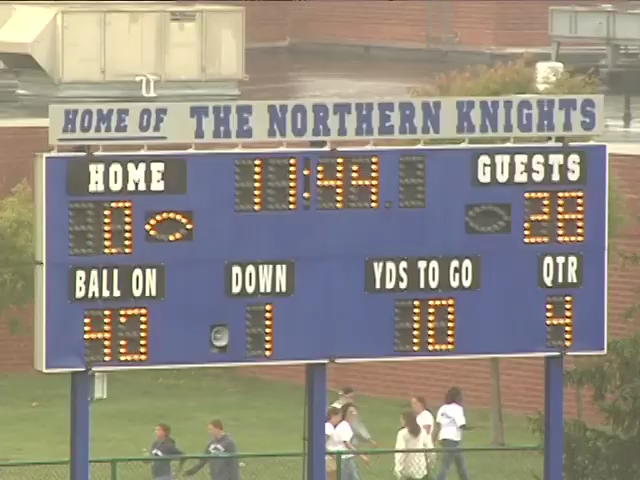 HOME OF THE NORTHERN KNIGHTS
HOME 11:44 GUESTS
0 28
BALL ON DOWN YDS TO GO QTR
43 1 10 4